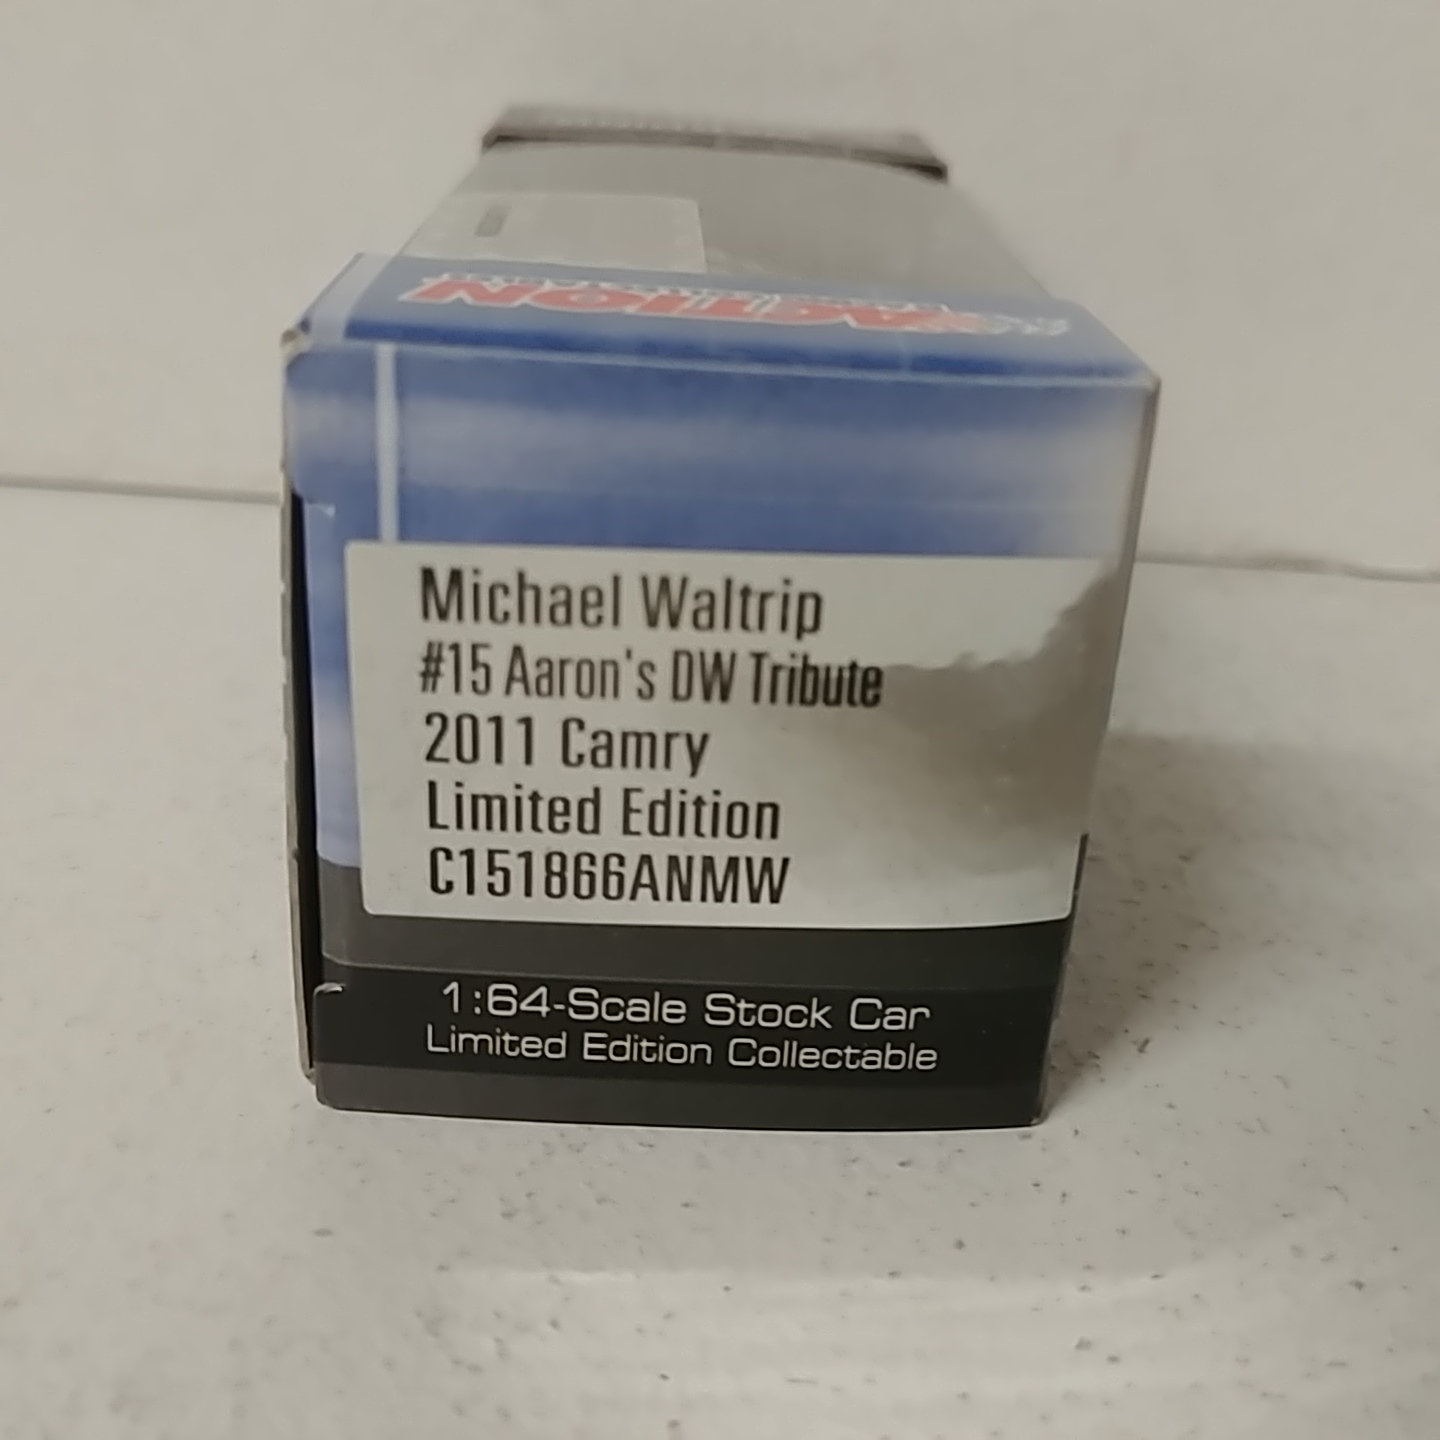 ACTION
Michael Waltrip
#15 Aaron's DW Tribute
2011 Camry
Limited Edition
C151866ANMW
1:64-Scale Stock Car
Limited Edition Collectable